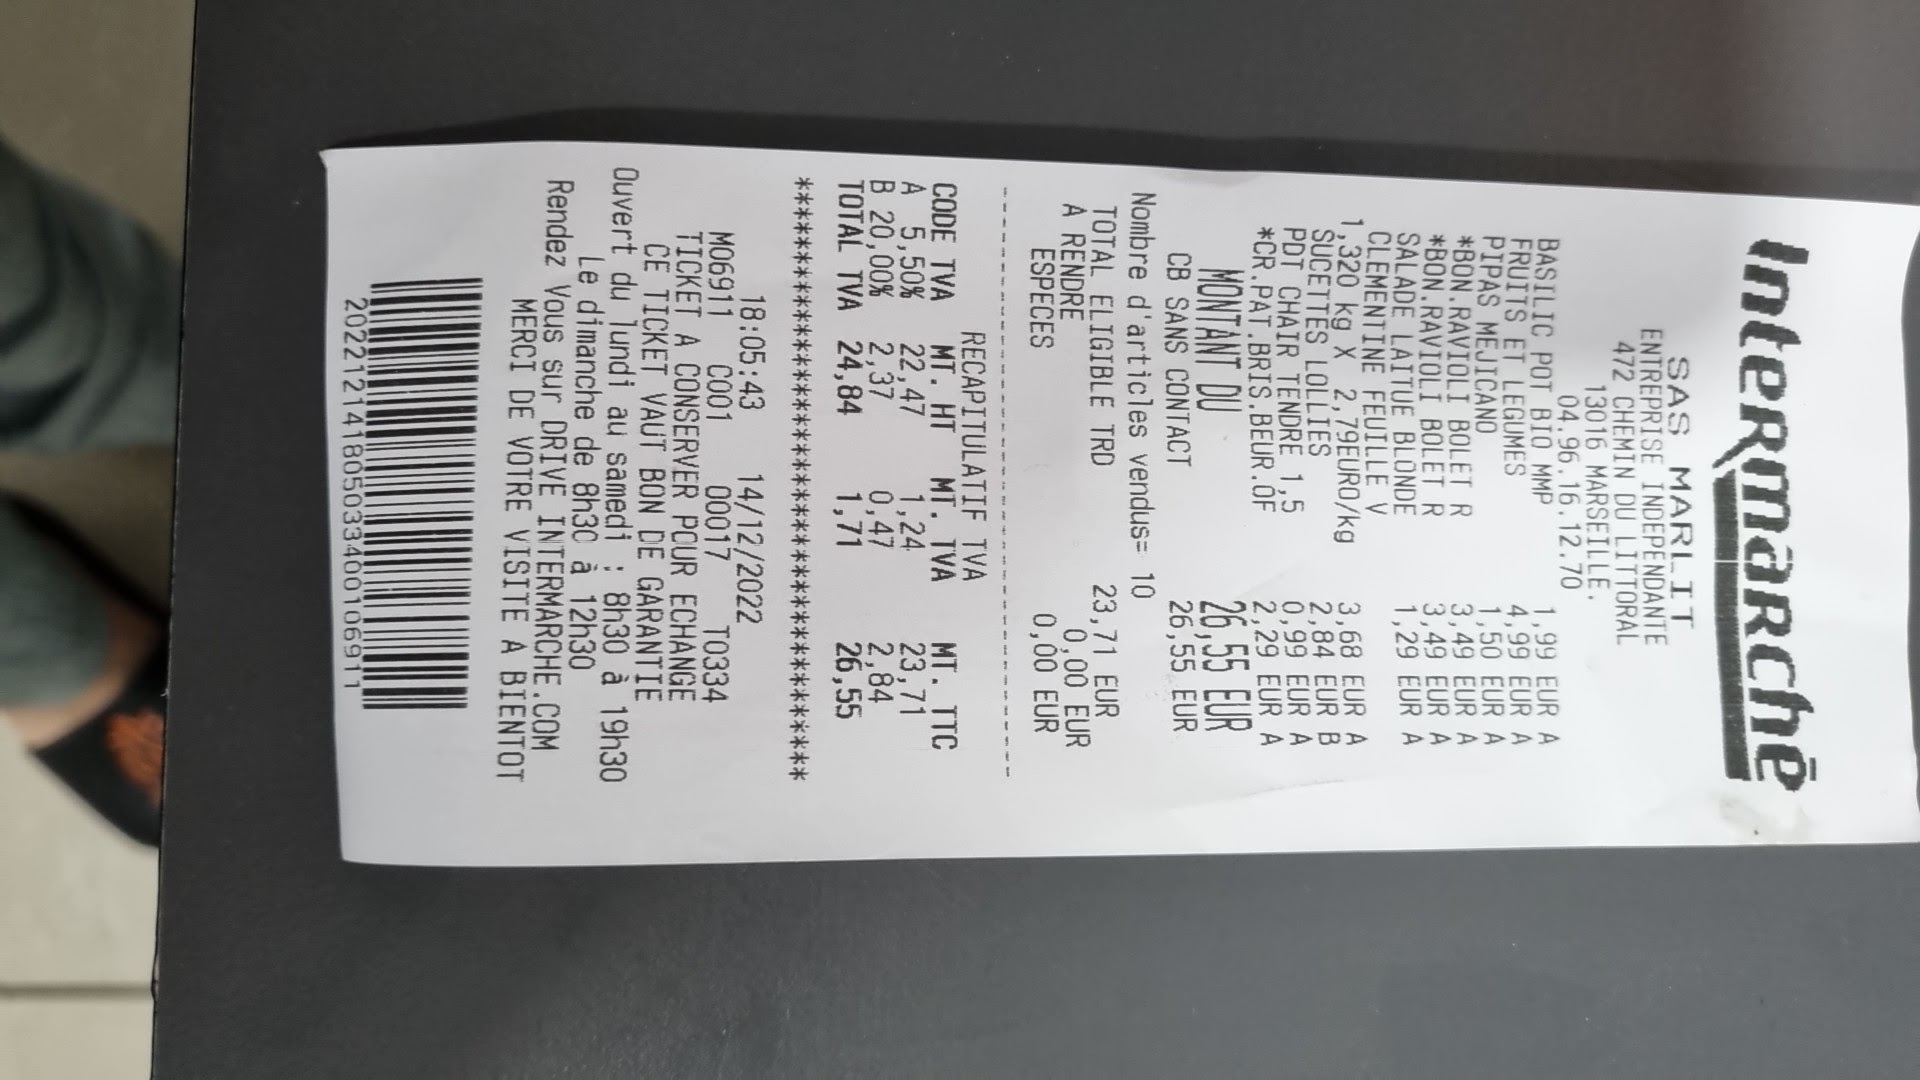 Intermarché
SAS MARLIT
ENTREPRISE INDEPENDANTE
472 CHEMIN DU LITTORAL
13016 MARSEILLE.
04.96.16.12.70
BASILIC POT BIO MMP 1,99 EUR A
FRUITS ET LEGUMES 4,99 EUR A
PIPAS MEJICANO 1,50 EUR A
*BON.RAVIOLI BOLET R 3,49 EUR A
*BON.RAVIOLI BOLET R 3,49 EUR A
SALADE LAITUE BLONDE 1,29 EUR A
CLEMENTINE FEUILLE V
1,320 kg X 2,79EURO/kg 3,68 EUR A
SUCETTES LOLLIES 2,84 EUR B
PDT CHAIR TENDRE 1,5 0,99 EUR A
*CR.PAT.BRIS.BEUR.OF 2,29 EUR A
MONTANT DU 26,55 EUR
CB SANS CONTACT 26,55 EUR
Nombre d'articles vendus= 10
TOTAL ELIGIBLE TRD 23,71 EUR
A RENDRE 0,00 EUR
ESPECES 0,00 EUR
RECAPITULATIF TVA
CODE TVA MT. HT MT. TVA MT. TTC
A 5,50% 22,47 1,24 23,71
B 20,00% 2,37 0,47 2,84
TOTAL TVA 24,84 1,71 26,55
18:05:43 14/12/2022
M06911 C001 00017 T0334
TICKET A CONSERVER POUR ECHANGE
CE TICKET VAUT BON DE GARANTIE
Ouvert du lundi au samedi : 8h30 à 19h30
Le dimanche de 8h30 à 12h30
Rendez Vous sur DRIVE INTERMARCHE.COM
MERCI DE VOTRE VISITE A BIENTOT
202212141805033400106911